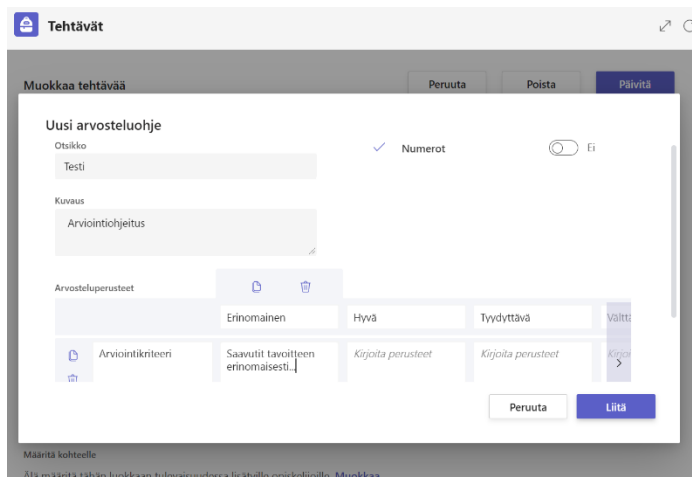 Tehtävät
Muokkaa tehtävää
Peruuta
Poista
Päivitä
Uusi arvosteluohje
Otsikko
Testi
Numerot
Ei
Kuvaus
Arviointiohjeitus
Arvosteluperusteet
Erinomainen
Hyvä
Tyydyttävä
Välttä
Arviointikriteeri
Saavutit tavoitteen
erinomaisesti...
Kirjoita perusteet
Kirjoita perusteet
Kirjoi
Peruuta
Liitä
Määritä kohteelle
Älä määritä tähän luokkaan tulevaisuudessa lisätyille opiskelijoille. Muokkaa